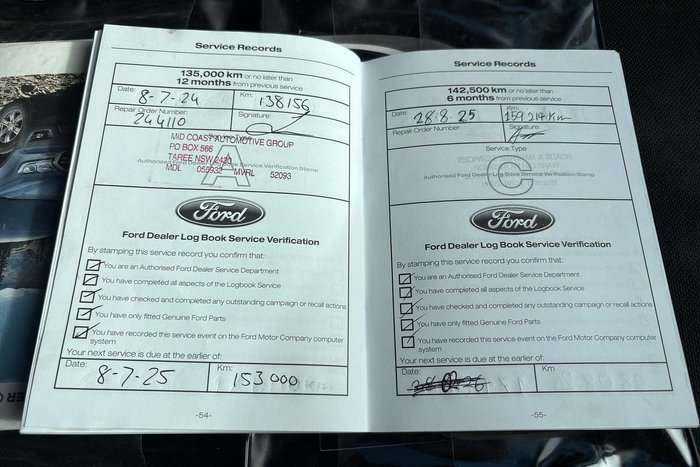 Service Records
135,000 km or no later than
12 months from previous service
Date: 8-7-24 Km: 138156
Repair Order Number: 244110 Signature:
Service Type
MID COAST AUTOMOTIVE GROUP
PO BOX 566
TAREE NSW 2430
Authorised Ford Dealer Log Book Service Verification Stamp
MDL 055932 MVRL 52093
A
Ford
Ford Dealer Log Book Service Verification
By stamping this service record you confirm that:
You are an Authorised Ford Dealer Service Department
You have completed all aspects of the Logbook Service
You have checked and completed any outstanding campaign or recall actions
You have only fitted Genuine Ford Parts
You have recorded this service event on the Ford Motor Company computer
system
Your next service is due at the earlier of:
Date: 8-7-25 Km: 153000
-54-
Service Records
142,500 km or no later than
6 months from previous service
Date: 28-8-25 Km: 159214 Km
Repair Order Number: Signature:
Service Type
Authorised Ford Dealer Log Book Service Verification Stamp
C
Ford
Ford Dealer Log Book Service Verification
By stamping this service record you confirm that:
You are an Authorised Ford Dealer Service Department
You have completed all aspects of the Logbook Service
You have checked and completed any outstanding campaign or recall actions
You have only fitted Genuine Ford Parts
You have recorded this service event on the Ford Motor Company computer
system
Your next service is due at the earlier of:
Date: Km
-55-